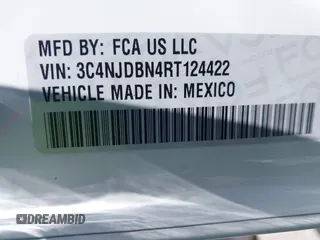 MFD BY: FCA US LLC
VIN: 3C4NJDBN4RT124422
VEHICLE MADE IN: MEXICO
DREAMBID